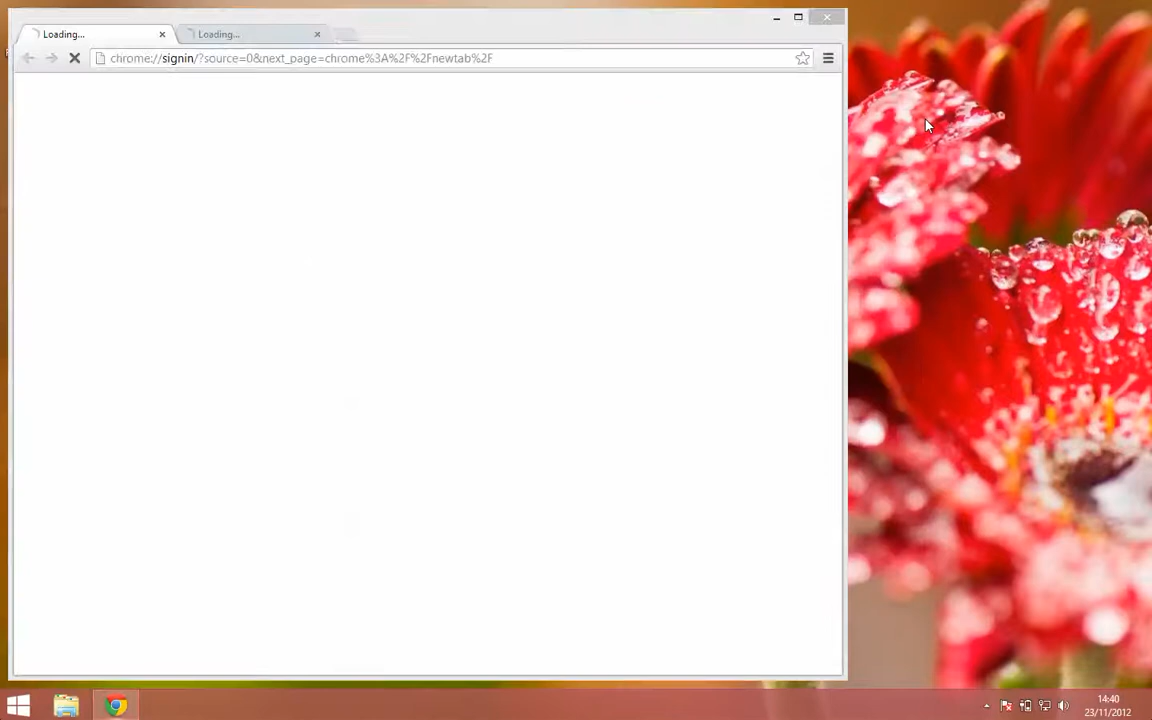 Loading...
Loading...
chrome://signin/?source=0&next_page=chrome%3A%2F%2Fnewtab%2F
14:40
23/11/2012